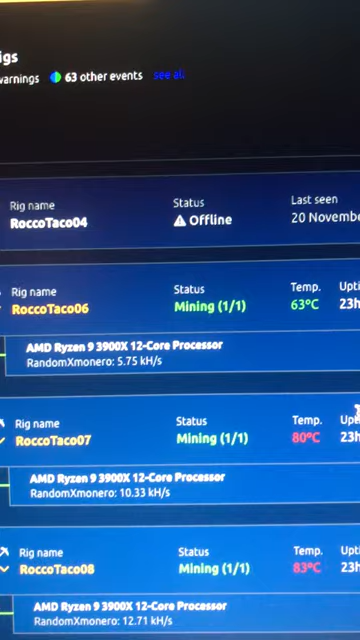 igs
warnings 63 other events see all
Rig name Status Last seen
RoccoTaco04 Offline 20 Novembe
Rig name Status Temp. Upti
RoccoTaco06 Mining (1/1) 63°C 23h
AMD Ryzen 9 3900X 12-Core Processor
RandomXmonero: 5.75 kH/s
Rig name Status Temp. Upti
RoccoTaco07 Mining (1/1) 80°C 23h
AMD Ryzen 9 3900X 12-Core Processor
RandomXmonero: 10.33 kH/s
Rig name Status Temp. Upti
RoccoTaco08 Mining (1/1) 83°C 23h
AMD Ryzen 9 3900X 12-Core Processor
RandomXmonero: 12.71 kH/s